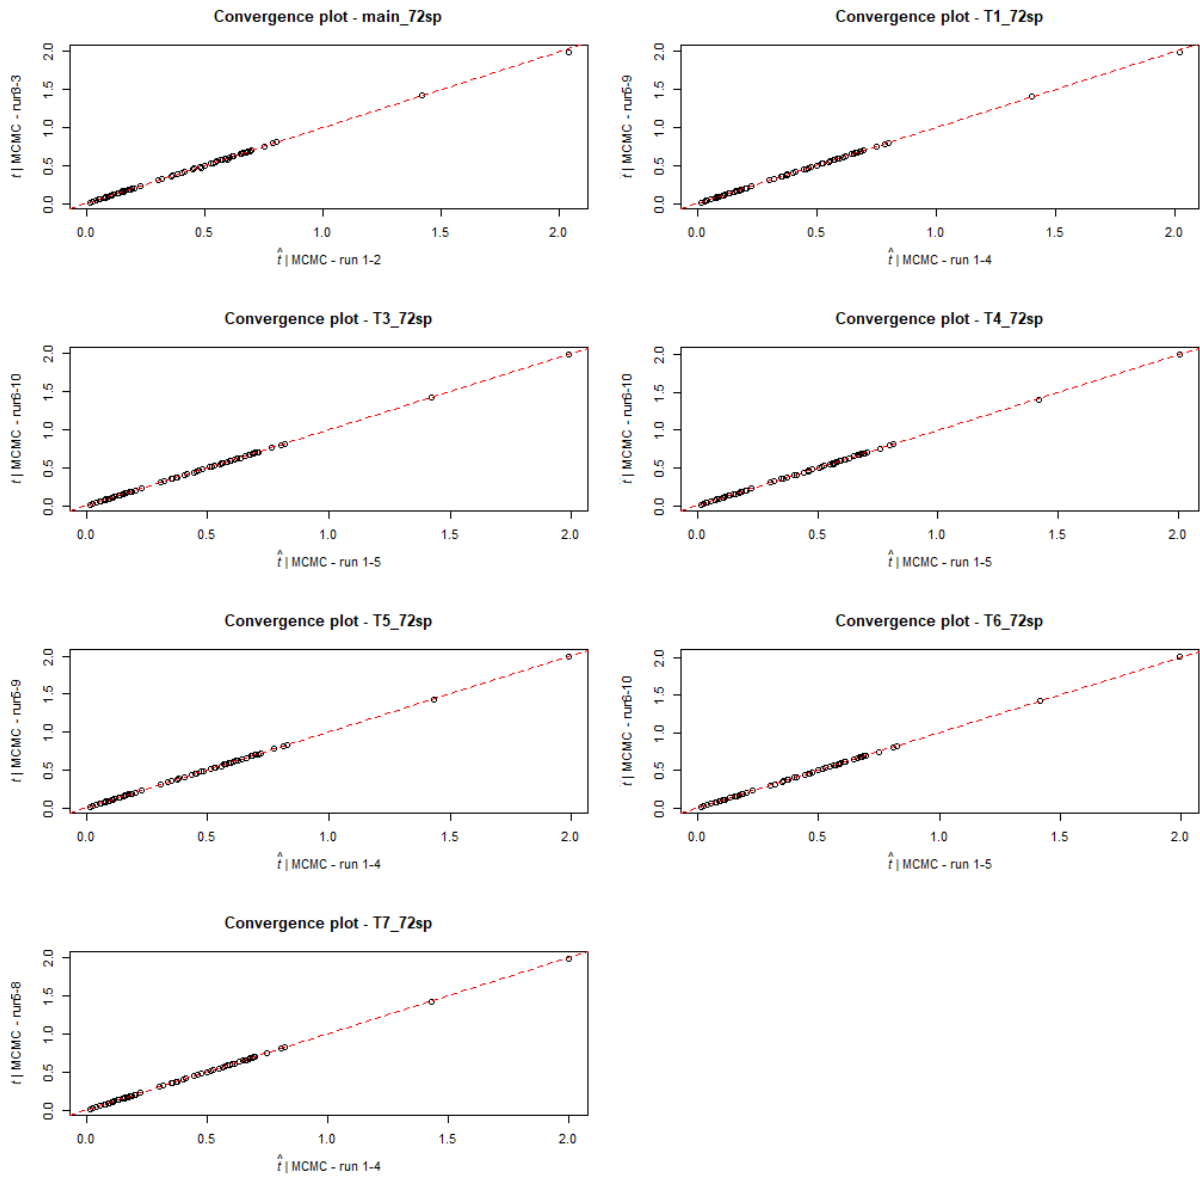 Convergence plot - main_72sp
2.0
1.5
1.0
0.5
0.0
t | MCMC - run3-3
0.0 0.5 1.0 1.5 2.0
t̂ | MCMC - run 1-2
Convergence plot - T1_72sp
2.0
1.5
1.0
0.5
0.0
t | MCMC - run5-9
0.0 0.5 1.0 1.5 2.0
t̂ | MCMC - run 1-4
Convergence plot - T3_72sp
2.0
1.5
1.0
0.5
0.0
t | MCMC - run6-10
0.0 0.5 1.0 1.5 2.0
t̂ | MCMC - run 1-5
Convergence plot - T4_72sp
2.0
1.5
1.0
0.5
0.0
t | MCMC - run6-10
0.0 0.5 1.0 1.5 2.0
t̂ | MCMC - run 1-5
Convergence plot - T5_72sp
2.0
1.5
1.0
0.5
0.0
t | MCMC - run5-9
0.0 0.5 1.0 1.5 2.0
t̂ | MCMC - run 1-4
Convergence plot - T6_72sp
2.0
1.5
1.0
0.5
0.0
t | MCMC - run6-10
0.0 0.5 1.0 1.5 2.0
t̂ | MCMC - run 1-5
Convergence plot - T7_72sp
2.0
1.5
1.0
0.5
0.0
t | MCMC - run5-8
0.0 0.5 1.0 1.5 2.0
t̂ | MCMC - run 1-4